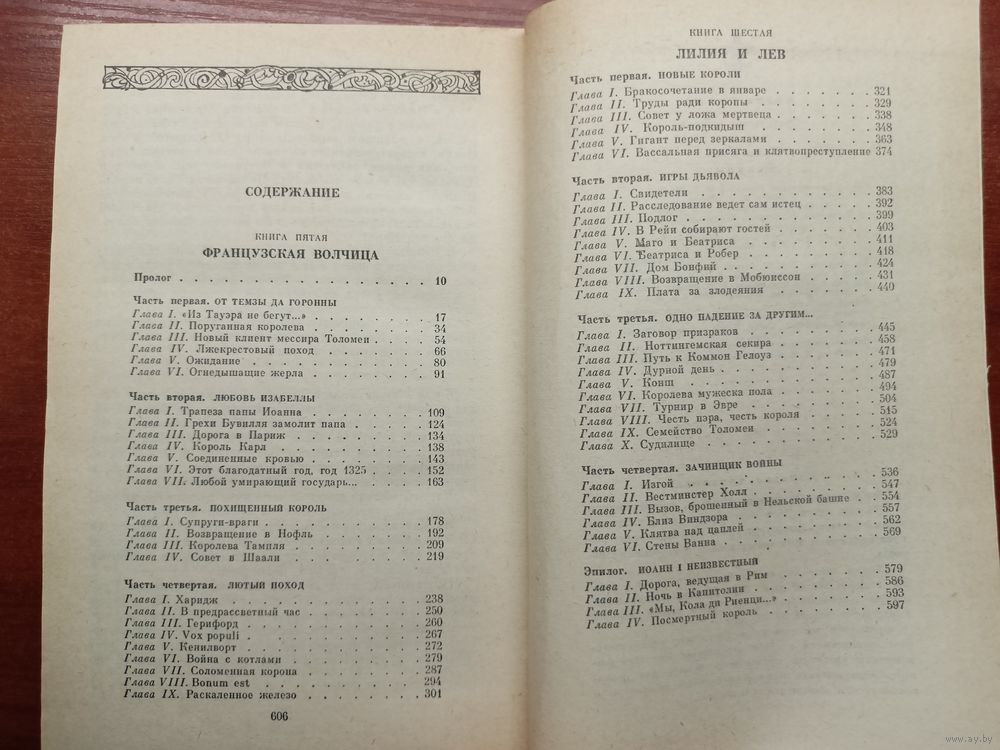 СОДЕРЖАНИЕ
КНИГА ПЯТАЯ
ФРАНЦУЗСКАЯ ВОЛЧИЦА
Пролог . . . . . . . . . . . . . . . . . 10
Часть первая. ОТ ТЕМЗЫ ДА ГОРОННЫ
Глава I. «Из Тауэра не бегут...» . . . . . . . 17
Глава II. Поруганная королева . . . . . . . 34
Глава III. Новый клиент мессира Толомеи . . . . 54
Глава IV. Лжекрестовый поход . . . . . . . 66
Глава V. Ожидание . . . . . . . . . . 80
Глава VI. Огнедышащие жерла . . . . . . . 91
Часть вторая. ЛЮБОВЬ ИЗАБЕЛЛЫ
Глава I. Трапеза папы Иоанна . . . . . . . 109
Глава II. Грехи Бувилля замолит папа . . . . . 124
Глава III. Дорога в Париж . . . . . . . . 134
Глава IV. Король Карл . . . . . . . . . 138
Глава V. Соединенные кровью . . . . . . . 143
Глава VI. Этот благодатный год, год 1325 . . . . 152
Глава VII. Любой умирающий государь... . . . . 163
Часть третья. ПОХИЩЕННЫЙ КОРОЛЬ
Глава I. Супруги-враги . . . . . . . . . 178
Глава II. Возвращение в Нофль . . . . . . 192
Глава III. Королева Тампля . . . . . . . . 209
Глава IV. Совет в Шаали . . . . . . . . 219
Часть четвертая. ЛЮТЫЙ ПОХОД
Глава I. Харидж . . . . . . . . . . . 238
Глава II. В предрассветный час . . . . . . . 250
Глава III. Герифорд . . . . . . . . . . 260
Глава IV. Vox populi . . . . . . . . . . 267
Глава V. Кенилворт . . . . . . . . . . 272
Глава VI. Война с котлами . . . . . . . . 279
Глава VII. Соломенная корона . . . . . . . 287
Глава VIII. Bonum est . . . . . . . . . 294
Глава IX. Раскаленное железо . . . . . . . 301
606
КНИГА ШЕСТАЯ
ЛИЛИЯ И ЛЕВ
Часть первая. НОВЫЕ КОРОЛИ
Глава I. Бракосочетание в январе . . . . . . . 321
Глава II. Труды ради короны . . . . . . . . 329
Глава III. Совет у ложа мертвеца . . . . . . . 338
Глава IV. Король-подкидыш . . . . . . . . 348
Глава V. Гигант перед зеркалами . . . . . . . 363
Глава VI. Вассальная присяга и клятвопреступление 374
Часть вторая. ИГРЫ ДЬЯВОЛА
Глава I. Свидетели . . . . . . . . . . . 383
Глава II. Расследование ведет сам истец . . . . . 392
Глава III. Подлог . . . . . . . . . . . 399
Глава IV. В Рейи собирают гостей . . . . . . 403
Глава V. Маго и Беатриса . . . . . . . . 411
Глава VI. Беатриса и Робер . . . . . . . . 418
Глава VII. Дом Бонфий . . . . . . . . . 424
Глава VIII. Возвращение в Мобюиссон . . . . . 431
Глава IX. Плата за злодеяния . . . . . . . 440
Часть третья. ОДНО ПАДЕНИЕ ЗА ДРУГИМ...
Глава I. Заговор призраков . . . . . . . . 445
Глава II. Ноттингемская секира . . . . . . . 458
Глава III. Путь к Коммон Гелоуз . . . . . . . 471
Глава IV. Дурной день . . . . . . . . . 479
Глава V. Конш . . . . . . . . . . . . 487
Глава VI. Королева мужеска пола . . . . . . . 494
Глава VII. Турнир в Эвре . . . . . . . . 504
Глава VIII. Честь пэра, честь короля . . . . . . 515
Глава IX. Семейство Толомеи . . . . . . . . 524
Глава X. Судилище . . . . . . . . . . 529
Часть четвертая. ЗАЧИНЩИК ВОЙНЫ
Глава I. Изгой . . . . . . . . . . . . 536
Глава II. Вестминстер Холл . . . . . . . . 547
Глава III. Вызов, брошенный в Нельской башне . . 554
Глава IV. Близ Виндзора . . . . . . . . . 557
Глава V. Клятва над цаплей . . . . . . . . 562
Глава VI. Стены Ванна . . . . . . . . . 569
Эпилог. ИОАНН I НЕИЗВЕСТНЫЙ
Глава I. Дорога, ведущая в Рим . . . . . . . 579
Глава II. Ночь в Капитолии . . . . . . . . 586
Глава III. «Мы, Кола ди Риенци...» . . . . . . 593
Глава IV. Посмертный король . . . . . . . . 597
www.ay.by